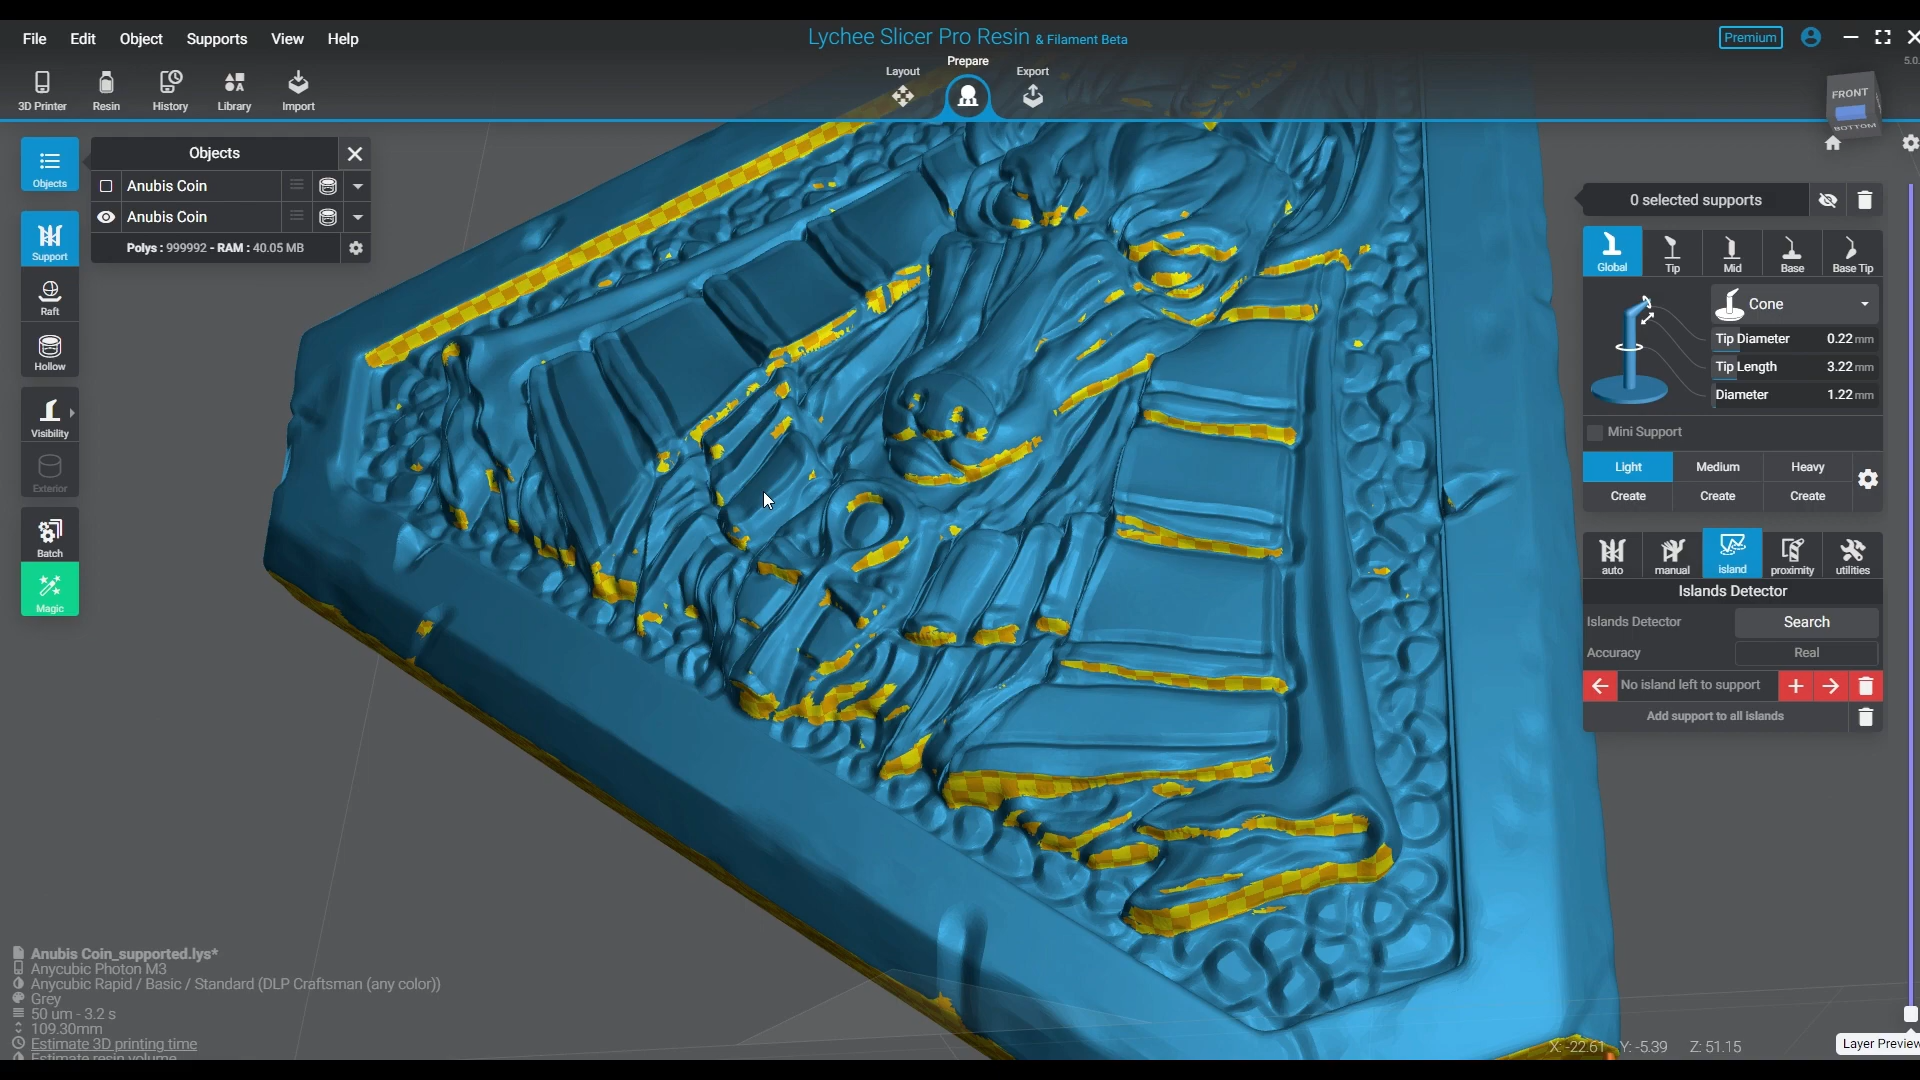 File Edit Object Supports View Help
Lychee Slicer Pro Resin & Filament Beta
Premium
5.0.
3D Printer Resin History Library Import
Layout Prepare Export
FRONT
BOTTOM
Objects
Objects
Anubis Coin
Anubis Coin
Polys : 999992 - RAM : 40.05 MB
Support
Raft
Hollow
Visibility
Exterior
Batch
Magic
0 selected supports
Global Tip Mid Base Base Tip
Cone
Tip Diameter 0.22 mm
Tip Length 3.22 mm
Diameter 1.22 mm
Mini Support
Light Medium Heavy
Create Create Create
auto manual island proximity utilities
Islands Detector
Islands Detector Search
Accuracy Real
No island left to support
Add support to all islands
Anubis Coin_supported.lys*
Anycubic Photon M3
Anycubic Rapid / Basic / Standard (DLP Craftsman (any color))
Grey
50 um - 3.2 s
109.30mm
Estimate 3D printing time
Estimate resin volume
X: -22.61 Y: -5.39 Z: 51.15
Layer Preview